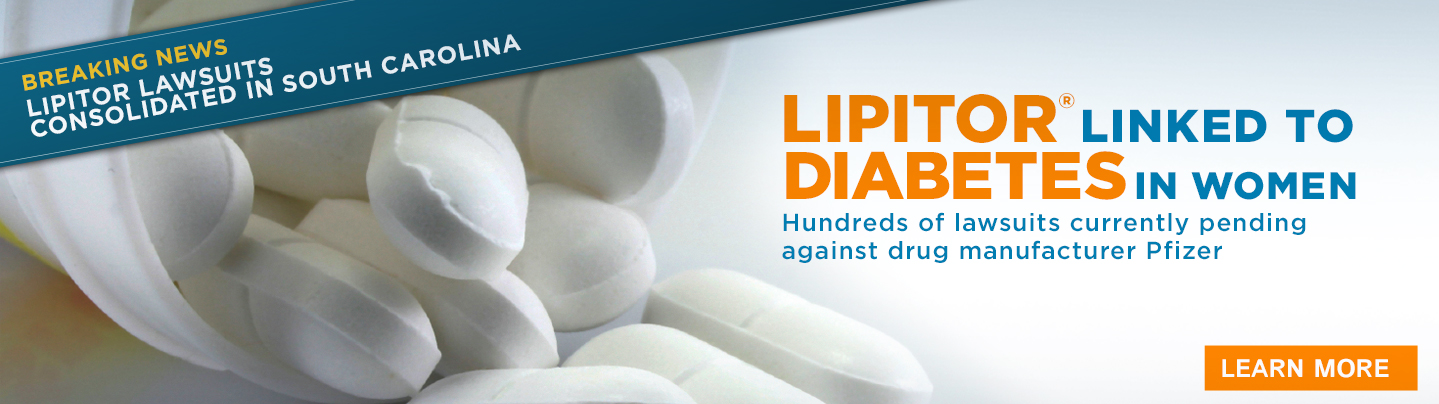 BREAKING NEWS
LIPITOR LAWSUITS
CONSOLIDATED IN SOUTH CAROLINA
LIPITOR® LINKED TO
DIABETES IN WOMEN
Hundreds of lawsuits currently pending
against drug manufacturer Pfizer
LEARN MORE